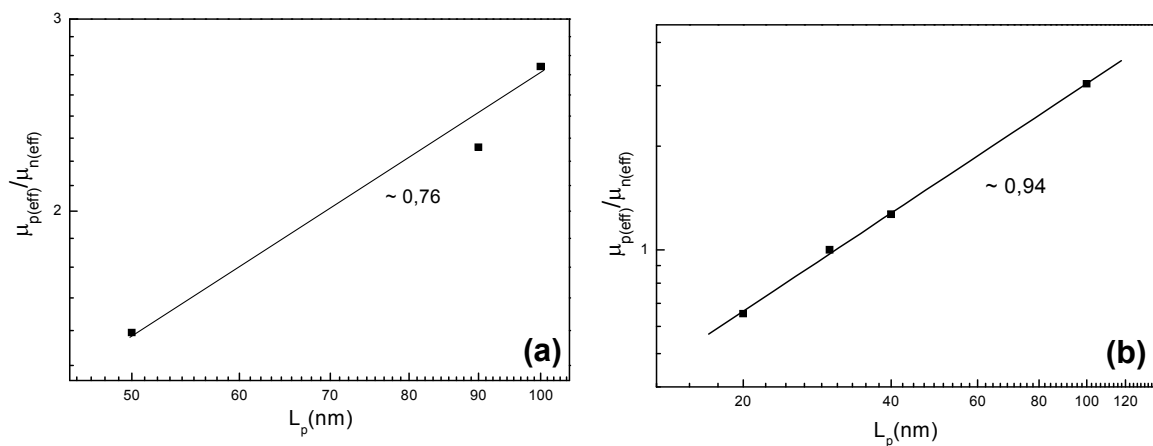 3
μp(eff)/μn(eff)
2
~ 0,76
(a)
50 60 70 80 90 100
Lp(nm)
μp(eff)/μn(eff)
1
~ 0,94
(b)
20 40 60 80 100 120
Lp(nm)